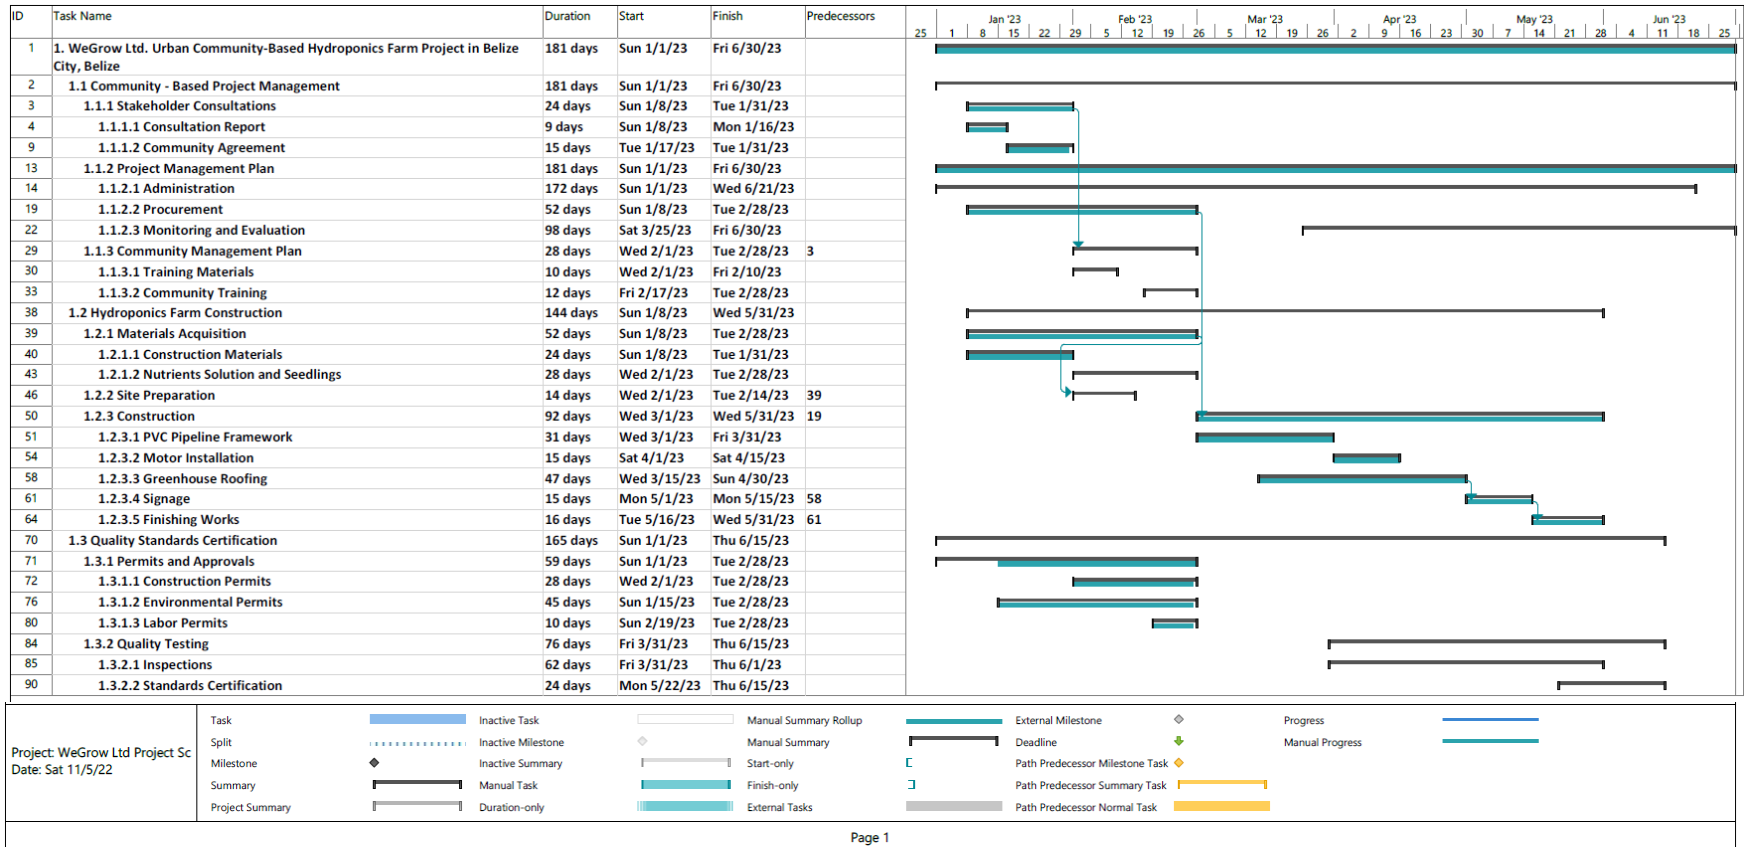 ID Task Name Duration Start Finish Predecessors
Jan '23 Feb '23 Mar '23 Apr '23 May '23 Jun '23
25 1 8 15 22 29 5 12 19 26 5 12 19 26 2 9 16 23 30 7 14 21 28 4 11 18 25
1 1. WeGrow Ltd. Urban Community-Based Hydroponics Farm Project in Belize 181 days Sun 1/1/23 Fri 6/30/23
City, Belize
2 1.1 Community - Based Project Management 181 days Sun 1/1/23 Fri 6/30/23
3 1.1.1 Stakeholder Consultations 24 days Sun 1/8/23 Tue 1/31/23
4 1.1.1.1 Consultation Report 9 days Sun 1/8/23 Mon 1/16/23
9 1.1.1.2 Community Agreement 15 days Tue 1/17/23 Tue 1/31/23
13 1.1.2 Project Management Plan 181 days Sun 1/1/23 Fri 6/30/23
14 1.1.2.1 Administration 172 days Sun 1/1/23 Wed 6/21/23
19 1.1.2.2 Procurement 52 days Sun 1/8/23 Tue 2/28/23
22 1.1.2.3 Monitoring and Evaluation 98 days Sat 3/25/23 Fri 6/30/23
29 1.1.3 Community Management Plan 28 days Wed 2/1/23 Tue 2/28/23 3
30 1.1.3.1 Training Materials 10 days Wed 2/1/23 Fri 2/10/23
33 1.1.3.2 Community Training 12 days Fri 2/17/23 Tue 2/28/23
38 1.2 Hydroponics Farm Construction 144 days Sun 1/8/23 Wed 5/31/23
39 1.2.1 Materials Acquisition 52 days Sun 1/8/23 Tue 2/28/23
40 1.2.1.1 Construction Materials 24 days Sun 1/8/23 Tue 1/31/23
43 1.2.1.2 Nutrients Solution and Seedlings 28 days Wed 2/1/23 Tue 2/28/23
46 1.2.2 Site Preparation 14 days Wed 2/1/23 Tue 2/14/23 39
50 1.2.3 Construction 92 days Wed 3/1/23 Wed 5/31/23 19
51 1.2.3.1 PVC Pipeline Framework 31 days Wed 3/1/23 Fri 3/31/23
54 1.2.3.2 Motor Installation 15 days Sat 4/1/23 Sat 4/15/23
58 1.2.3.3 Greenhouse Roofing 47 days Wed 3/15/23 Sun 4/30/23
61 1.2.3.4 Signage 15 days Mon 5/1/23 Mon 5/15/23 58
64 1.2.3.5 Finishing Works 16 days Tue 5/16/23 Wed 5/31/23 61
70 1.3 Quality Standards Certification 165 days Sun 1/1/23 Thu 6/15/23
71 1.3.1 Permits and Approvals 59 days Sun 1/1/23 Tue 2/28/23
72 1.3.1.1 Construction Permits 28 days Wed 2/1/23 Tue 2/28/23
76 1.3.1.2 Environmental Permits 45 days Sun 1/15/23 Tue 2/28/23
80 1.3.1.3 Labor Permits 10 days Sun 2/19/23 Tue 2/28/23
84 1.3.2 Quality Testing 76 days Fri 3/31/23 Thu 6/15/23
85 1.3.2.1 Inspections 62 days Fri 3/31/23 Thu 6/1/23
90 1.3.2.2 Standards Certification 24 days Mon 5/22/23 Thu 6/15/23
Project: WeGrow Ltd Project Sc
Date: Sat 11/5/22
Task Inactive Task Manual Summary Rollup External Milestone Progress
Split Inactive Milestone Manual Summary Deadline Manual Progress
Milestone Inactive Summary Start-only Path Predecessor Milestone Task
Summary Manual Task Finish-only Path Predecessor Summary Task
Project Summary Duration-only External Tasks Path Predecessor Normal Task
Page 1